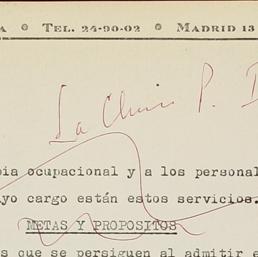 A • TEL. 24-90-02 • MADRID 13
La P.
pia ocupacional y a los personal
yo cargo están estos servicios.
METAS Y PROPOSITOS
s que se persiguen al admitir e